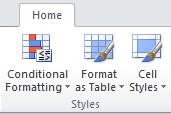 Home
Conditional Format Cell
Formatting as Table Styles
Styles